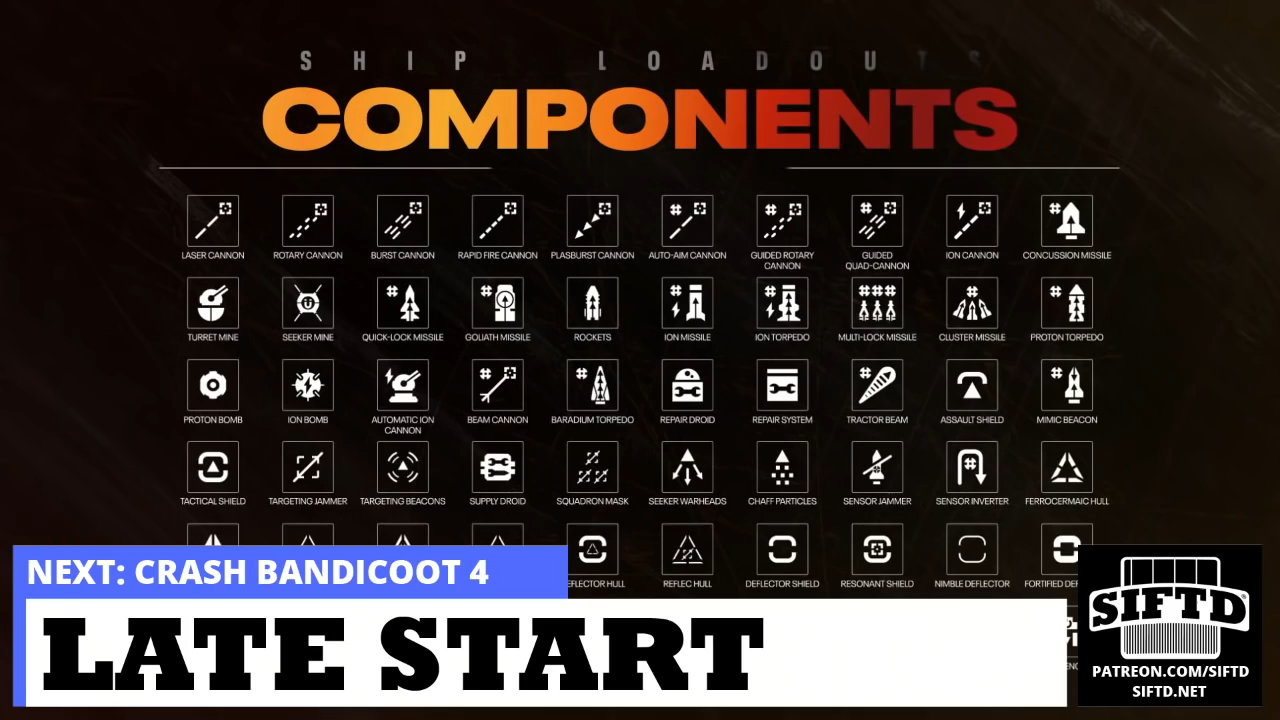 SHIP LOADOUTS
COMPONENTS
LASER CANNON ROTARY CANNON BURST CANNON RAPID FIRE CANNON PLASBURST CANNON AUTO-AIM CANNON GUIDED ROTARY CANNON GUIDED QUAD-CANNON ION CANNON CONCUSSION MISSILE
TURRET MINE SEEKER MINE QUICK-LOCK MISSILE GOLIATH MISSILE ROCKETS ION MISSILE ION TORPEDO MULTI-LOCK MISSILE CLUSTER MISSILE PROTON TORPEDO
PROTON BOMB ION BOMB AUTOMATIC ION CANNON BEAM CANNON BARADIUM TORPEDO REPAIR DROID REPAIR SYSTEM TRACTOR BEAM ASSAULT SHIELD MIMIC BEACON
TACTICAL SHIELD TARGETING JAMMER TARGETING BEACONS SUPPLY DROID SQUADRON MASK SEEKER WARHEADS CHAFF PARTICLES SENSOR JAMMER SENSOR INVERTER FERROCERMAIC HULL
EFLECTOR HULL REFLEC HULL DEFLECTOR SHIELD RESONANT SHIELD NIMBLE DEFLECTOR FORTIFIED DEF
NEXT: CRASH BANDICOOT 4
LATE START
SIFTD
PATREON.COM/SIFTD
SIFTD.NET